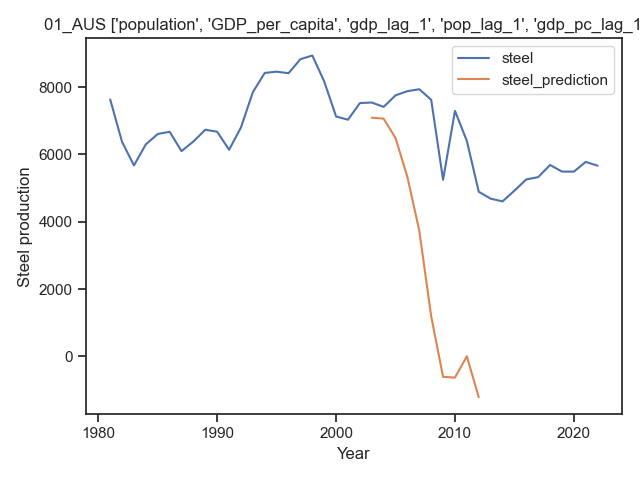 01_AUS ['population', 'GDP_per_capita', 'gdp_lag_1', 'pop_lag_1', 'gdp_pc_lag_1
steel
steel_prediction
8000
6000
4000
2000
0
Steel production
1980
1990
2000
2010
2020
Year